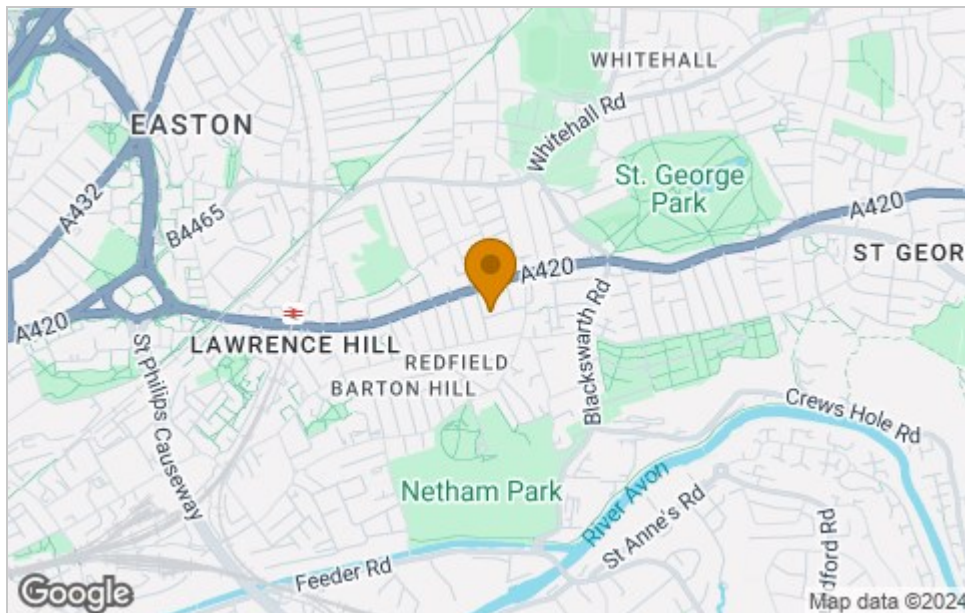 WHITEHALL
Whitehall Rd
EASTON
St. George
Park
A432
B4465
A420
ST GEOR
A420
A420
LAWRENCE HILL
REDFIELD
BARTON HILL
Blackswarth Rd
St Philips Causeway
Crews Hole Rd
Netham Park
River Avon
St Anne's Rd
dford Rd
Feeder Rd
Google
Map data ©2024